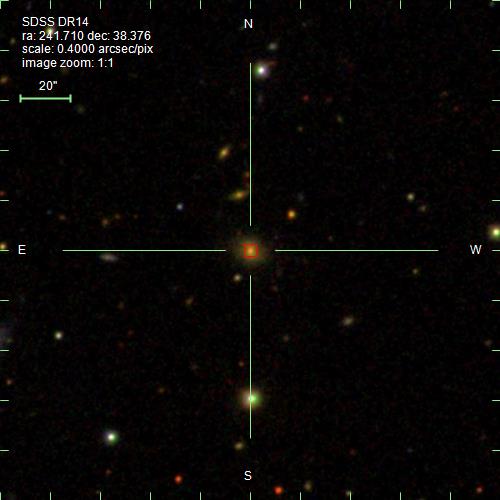 SDSS DR14
ra: 241.710 dec: 38.376
scale: 0.4000 arcsec/pix
image zoom: 1:1
20"
N
E
W
S